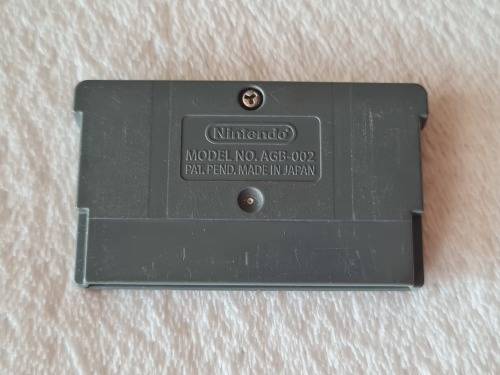 Nintendo
MODEL NO. AGB-002
PAT. PEND. MADE IN JAPAN